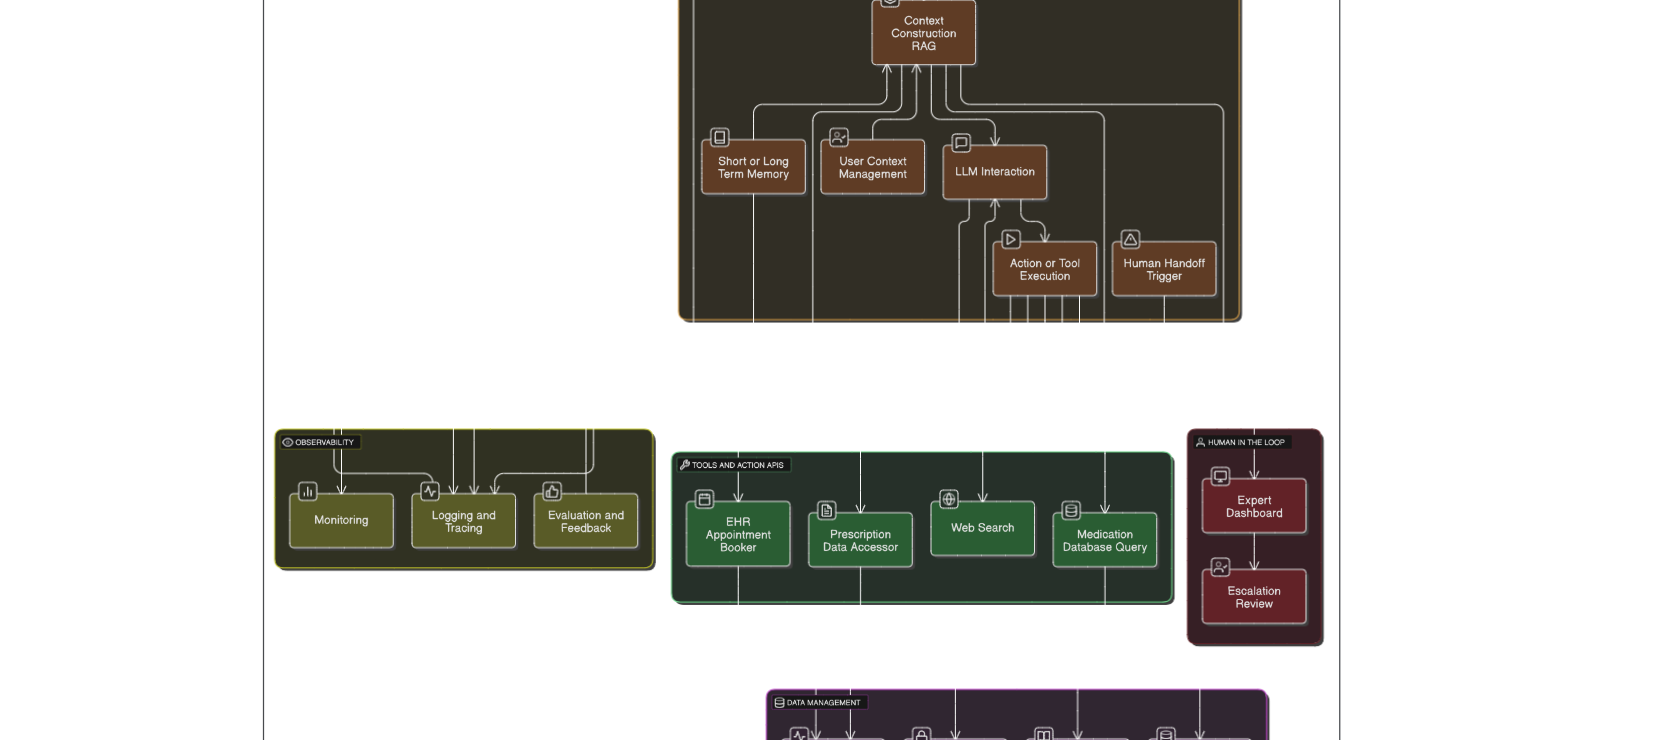 Context
Construction
RAG
Short or Long
Term Memory
User Context
Management
LLM Interaction
Action or Tool
Execution
Human Handoff
Trigger
OBSERVABILITY
Monitoring
Logging and
Tracing
Evaluation and
Feedback
TOOLS AND ACTION APIS
EHR
Appointment
Booker
Prescription
Data Accessor
Web Search
Medication
Database Query
HUMAN IN THE LOOP
Expert
Dashboard
Escalation
Review
DATA MANAGEMENT